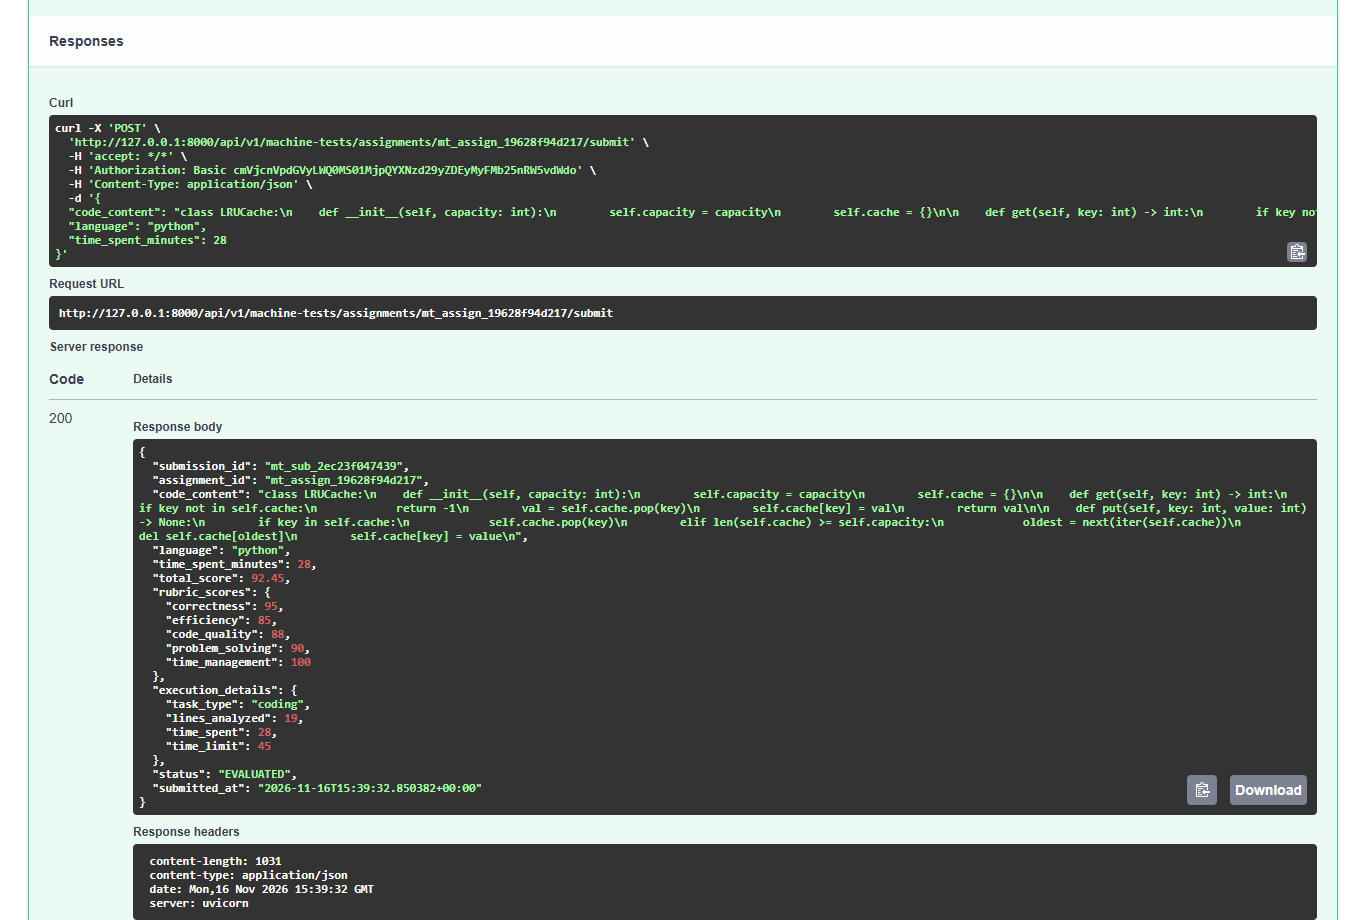 Responses
Curl
curl -X 'POST' \
'http://127.0.0.1:8000/api/v1/machine-tests/assignments/mt_assign_19628f94d217/submit' \
-H 'accept: */*' \
-H 'Authorization: Basic cmVjcnVpdGVyLWQ0MS01MjpQYXNzd29yZDEyMyFMb25nRW5vdWdo' \
-H 'Content-Type: application/json' \
-d '{
"code_content": "class LRUCache:\n    def __init__(self, capacity: int):\n        self.capacity = capacity\n        self.cache = {}\n\n    def get(self, key: int) -> int:\n        if key no
"language": "python",
"time_spent_minutes": 28
}'
Request URL
http://127.0.0.1:8000/api/v1/machine-tests/assignments/mt_assign_19628f94d217/submit
Server response
Code Details
200
Response body
{
"submission_id": "mt_sub_2ec23f047439",
"assignment_id": "mt_assign_19628f94d217",
"code_content": "class LRUCache:\n    def __init__(self, capacity: int):\n        self.capacity = capacity\n        self.cache = {}\n\n    def get(self, key: int) -> int:\n
if key not in self.cache:\n            return -1\n        val = self.cache.pop(key)\n        self.cache[key] = val\n        return val\n\n    def put(self, key: int, value: int)
-> None:\n        if key in self.cache:\n            self.cache.pop(key)\n        elif len(self.cache) >= self.capacity:\n            oldest = next(iter(self.cache))\n
del self.cache[oldest]\n        self.cache[key] = value\n",
"language": "python",
"time_spent_minutes": 28,
"total_score": 92.45,
"rubric_scores": {
"correctness": 95,
"efficiency": 85,
"code_quality": 88,
"problem_solving": 90,
"time_management": 100
},
"execution_details": {
"task_type": "coding",
"lines_analyzed": 19,
"time_spent": 28,
"time_limit": 45
},
"status": "EVALUATED",
"submitted_at": "2026-11-16T15:39:32.850382+00:00"
}
Download
Response headers
content-length: 1031
content-type: application/json
date: Mon,16 Nov 2026 15:39:32 GMT
server: uvicorn